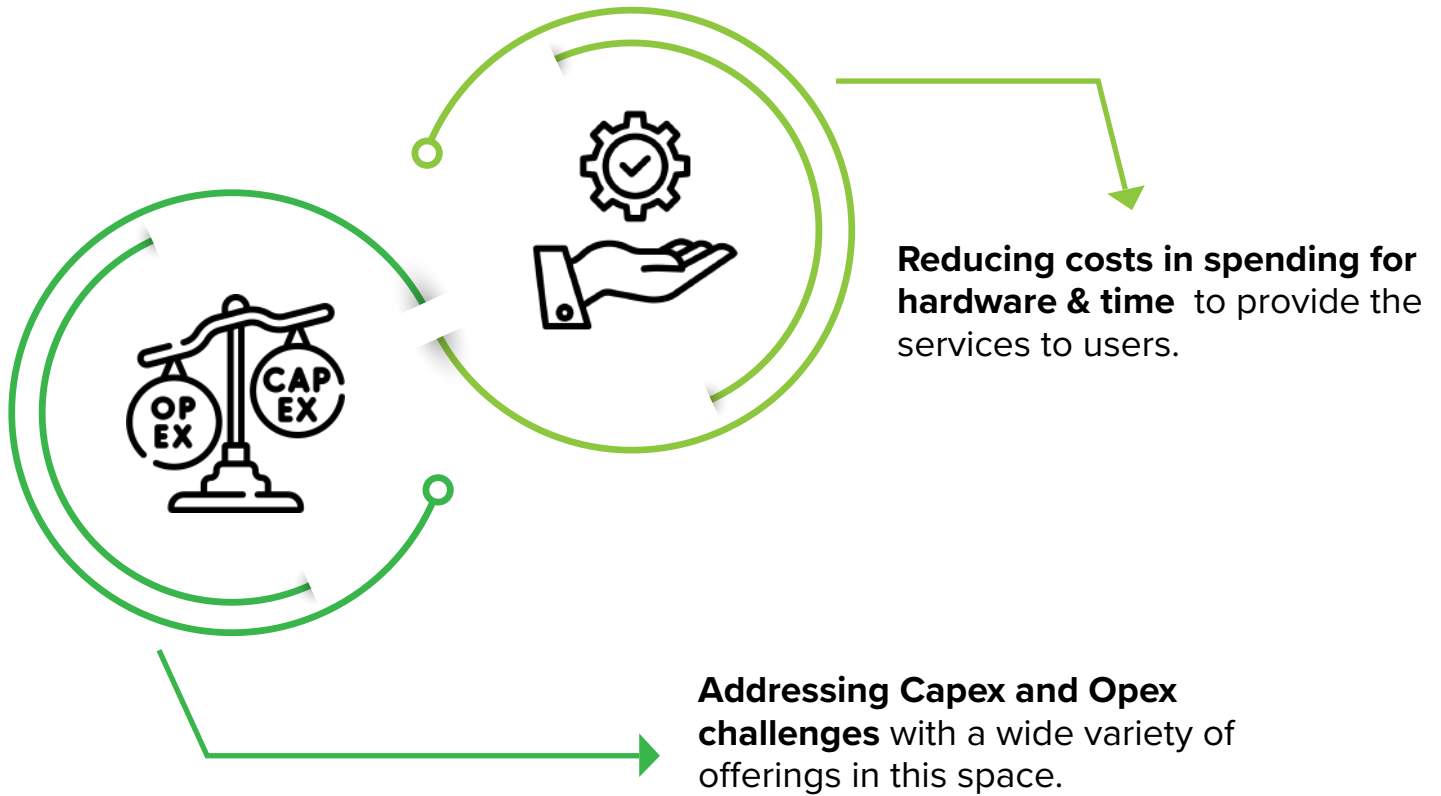 OP
EX
CAP
EX
Reducing costs in spending for
hardware & time  to provide the
services to users.
Addressing Capex and Opex
challenges with a wide variety of
offerings in this space.